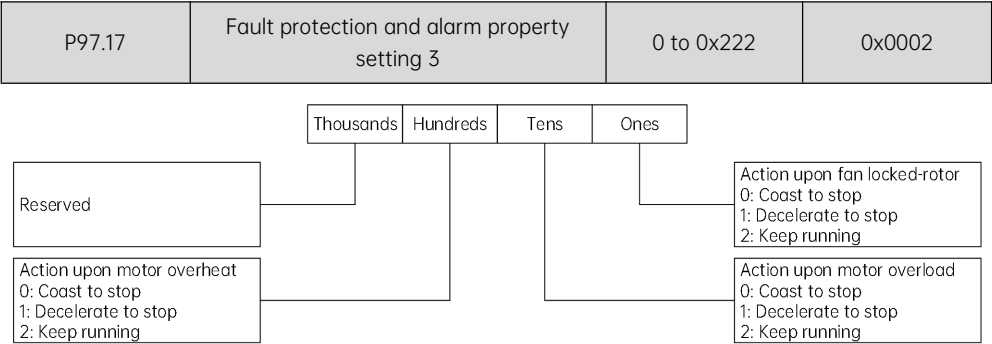 P97.17
Fault protection and alarm property
setting 3
0 to 0x222
0x0002
Thousands
Hundreds
Tens
Ones
Reserved
Action upon fan locked-rotor
0: Coast to stop
1: Decelerate to stop
2: Keep running
Action upon motor overheat
0: Coast to stop
1: Decelerate to stop
2: Keep running
Action upon motor overload
0: Coast to stop
1: Decelerate to stop
2: Keep running